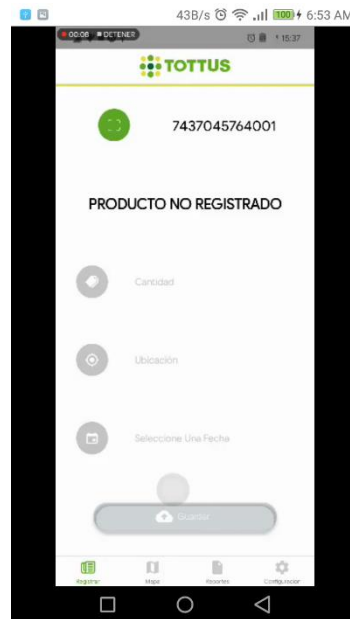 43B/s 100 6:53 AM
00:08 DETENER 15:37
TOTTUS
7437045764001
PRODUCTO NO REGISTRADO
Cantidad
Ubicación
Seleccione Una Fecha
Guardar
Registrar Mapa Reportes Configuración